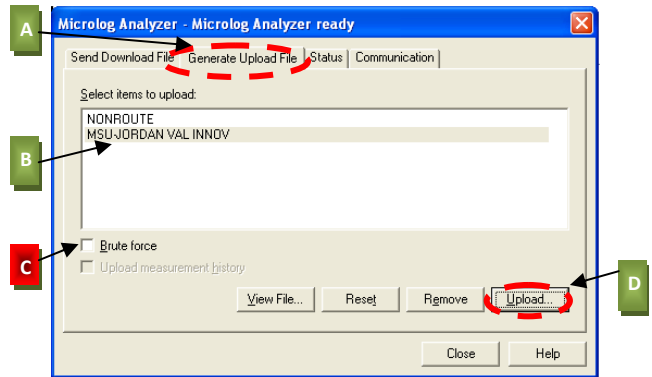 A
Microlog Analyzer - Microlog Analyzer ready
Send Download File Generate Upload File Status Communication
Select items to upload:
NONROUTE
MSU-JORDAN VAL INNOV
B
Brute force
C
Upload measurement history
View File... Reset Remove Upload...
D
Close Help